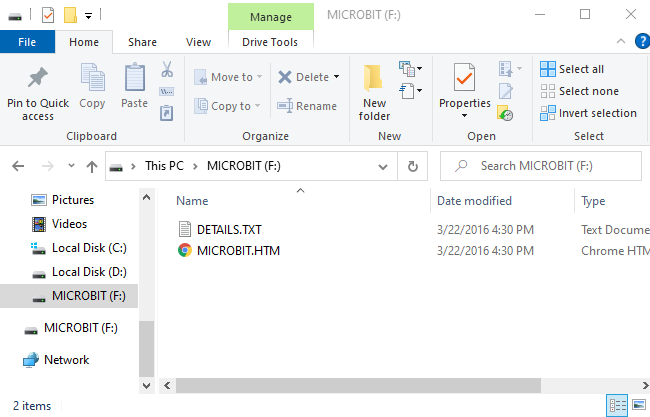 Manage
MICROBIT (F:)
File
Home
Share
View
Drive Tools
Pin to Quick
access
Copy
Paste
Move to
Copy to
Delete
Rename
New
folder
Properties
Select all
Select none
Invert selection
Clipboard
Organize
New
Open
Select
This PC
MICROBIT (F:)
Search MICROBIT (F:)
Pictures
Videos
Local Disk (C:)
Local Disk (D:)
MICROBIT (F:)
MICROBIT (F:)
Network
Name
Date modified
Type
DETAILS.TXT
3/22/2016 4:30 PM
Text Docume
MICROBIT.HTM
3/22/2016 4:30 PM
Chrome HTM
2 items